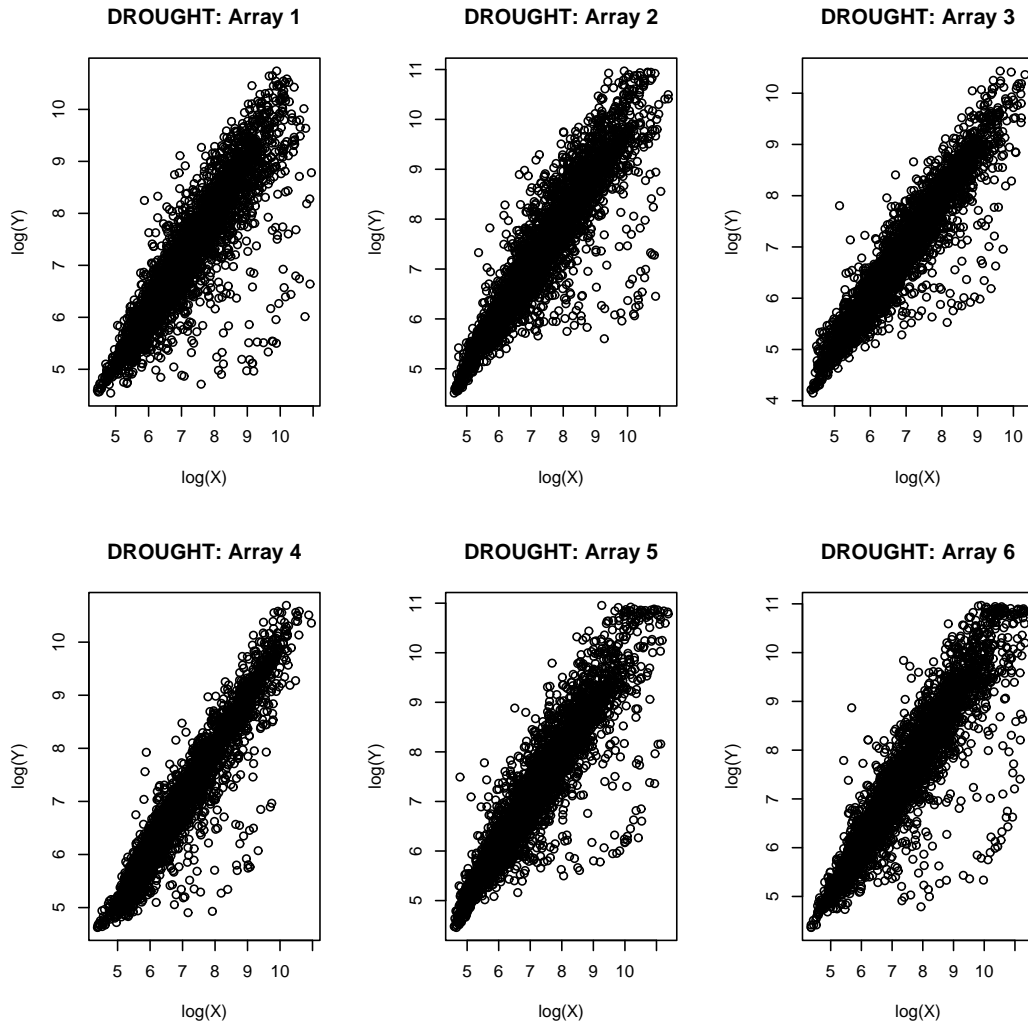 DROUGHT: Array 1
DROUGHT: Array 2
DROUGHT: Array 3
log(Y)
5 6 7 8 9 10
5 6 7 8 9 10
log(X)
log(Y)
5 6 7 8 9 10 11
5 6 7 8 9 10
log(X)
log(Y)
4 5 6 7 8 9 10
5 6 7 8 9 10
log(X)
DROUGHT: Array 4
DROUGHT: Array 5
DROUGHT: Array 6
log(Y)
5 6 7 8 9 10
5 6 7 8 9 10
log(X)
log(Y)
5 6 7 8 9 10 11
5 6 7 8 9 10
log(X)
log(Y)
5 6 7 8 9 10 11
5 6 7 8 9 10
log(X)